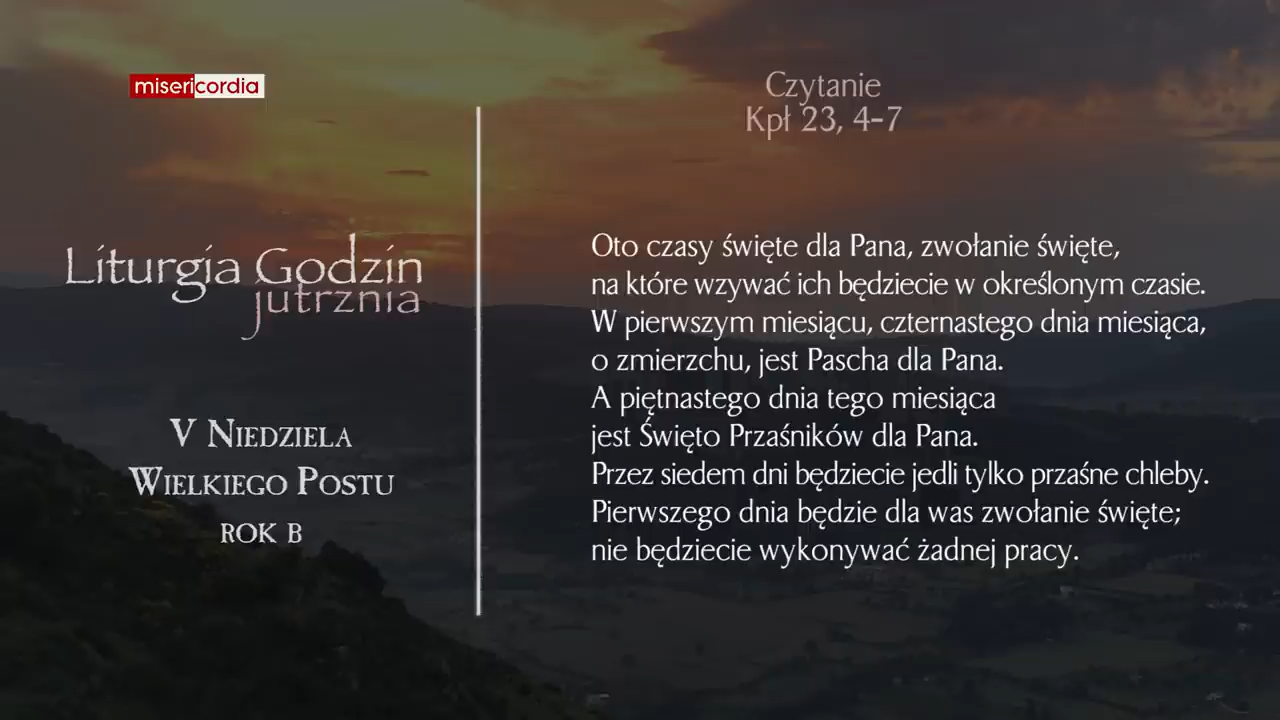 misericordia
Liturgia Godzin
jutrznia
V Niedziela
Wielkiego Postu
rok B
Czytanie
Kpł 23, 4-7
Oto czasy święte dla Pana, zwołanie święte,
na które wzywać ich będziecie w określonym czasie.
W pierwszym miesiącu, czternastego dnia miesiąca,
o zmierzchu, jest Pascha dla Pana.
A piętnastego dnia tego miesiąca
jest Święto Przaśników dla Pana.
Przez siedem dni będziecie jedli tylko przaśne chleby.
Pierwszego dnia będzie dla was zwołanie święte;
nie będziecie wykonywać żadnej pracy.